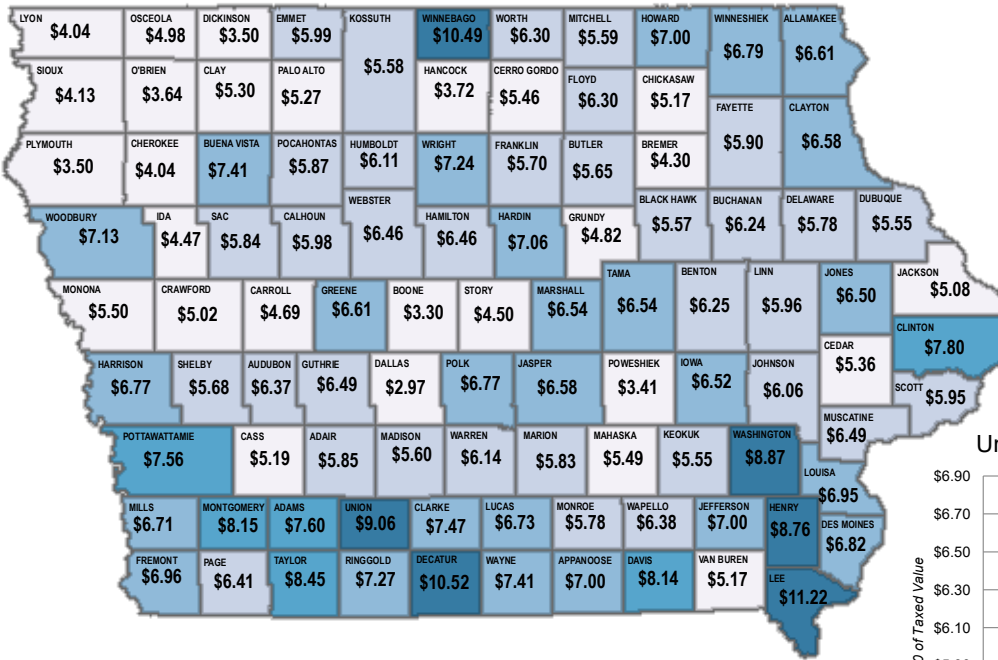 LYON
$4.04
OSCEOLA
$4.98
DICKINSON
$3.50
EMMET
$5.99
KOSSUTH
$5.58
WINNEBAGO
$10.49
WORTH
$6.30
MITCHELL
$5.59
HOWARD
$7.00
WINNESHIEK
$6.79
ALLAMAKEE
$6.61
SIOUX
$4.13
O'BRIEN
$3.64
CLAY
$5.30
PALO ALTO
$5.27
HANCOCK
$3.72
CERRO GORDO
$5.46
FLOYD
$6.30
CHICKASAW
$5.17
FAYETTE
$5.90
CLAYTON
$6.58
PLYMOUTH
$3.50
CHEROKEE
$4.04
BUENA VISTA
$7.41
POCAHONTAS
$5.87
HUMBOLDT
$6.11
WRIGHT
$7.24
FRANKLIN
$5.70
BUTLER
$5.65
BREMER
$4.30
WOODBURY
$7.13
IDA
$4.47
SAC
$5.84
CALHOUN
$5.98
WEBSTER
$6.46
HAMILTON
$6.46
HARDIN
$7.06
GRUNDY
$4.82
BLACK HAWK
$5.57
BUCHANAN
$6.24
DELAWARE
$5.78
DUBUQUE
$5.55
MONONA
$5.50
CRAWFORD
$5.02
CARROLL
$4.69
GREENE
$6.61
BOONE
$3.30
STORY
$4.50
MARSHALL
$6.54
TAMA
$6.54
BENTON
$6.25
LINN
$5.96
JONES
$6.50
JACKSON
$5.08
CLINTON
$7.80
CEDAR
$5.36
SCOTT
$5.95
HARRISON
$6.77
SHELBY
$5.68
AUDUBON
$6.37
GUTHRIE
$6.49
DALLAS
$2.97
POLK
$6.77
JASPER
$6.58
POWESHIEK
$3.41
IOWA
$6.52
JOHNSON
$6.06
MUSCATINE
$6.49
POTTAWATTAMIE
$7.56
CASS
$5.19
ADAIR
$5.85
MADISON
$5.60
WARREN
$6.14
MARION
$5.83
MAHASKA
$5.49
KEOKUK
$5.55
WASHINGTON
$8.87
LOUISA
$6.95
MILLS
$6.71
MONTGOMERY
$8.15
ADAMS
$7.60
UNION
$9.06
CLARKE
$7.47
LUCAS
$6.73
MONROE
$5.78
WAPELLO
$6.38
JEFFERSON
$7.00
HENRY
$8.76
DES MOINES
$6.82
FREMONT
$6.96
PAGE
$6.41
TAYLOR
$8.45
RINGGOLD
$7.27
DECATUR
$10.52
WAYNE
$7.41
APPANOOSE
$7.00
DAVIS
$8.14
VAN BUREN
$5.17
LEE
$11.22
$6.90
$6.70
$6.50
$6.30
$6.10
of Taxed Value